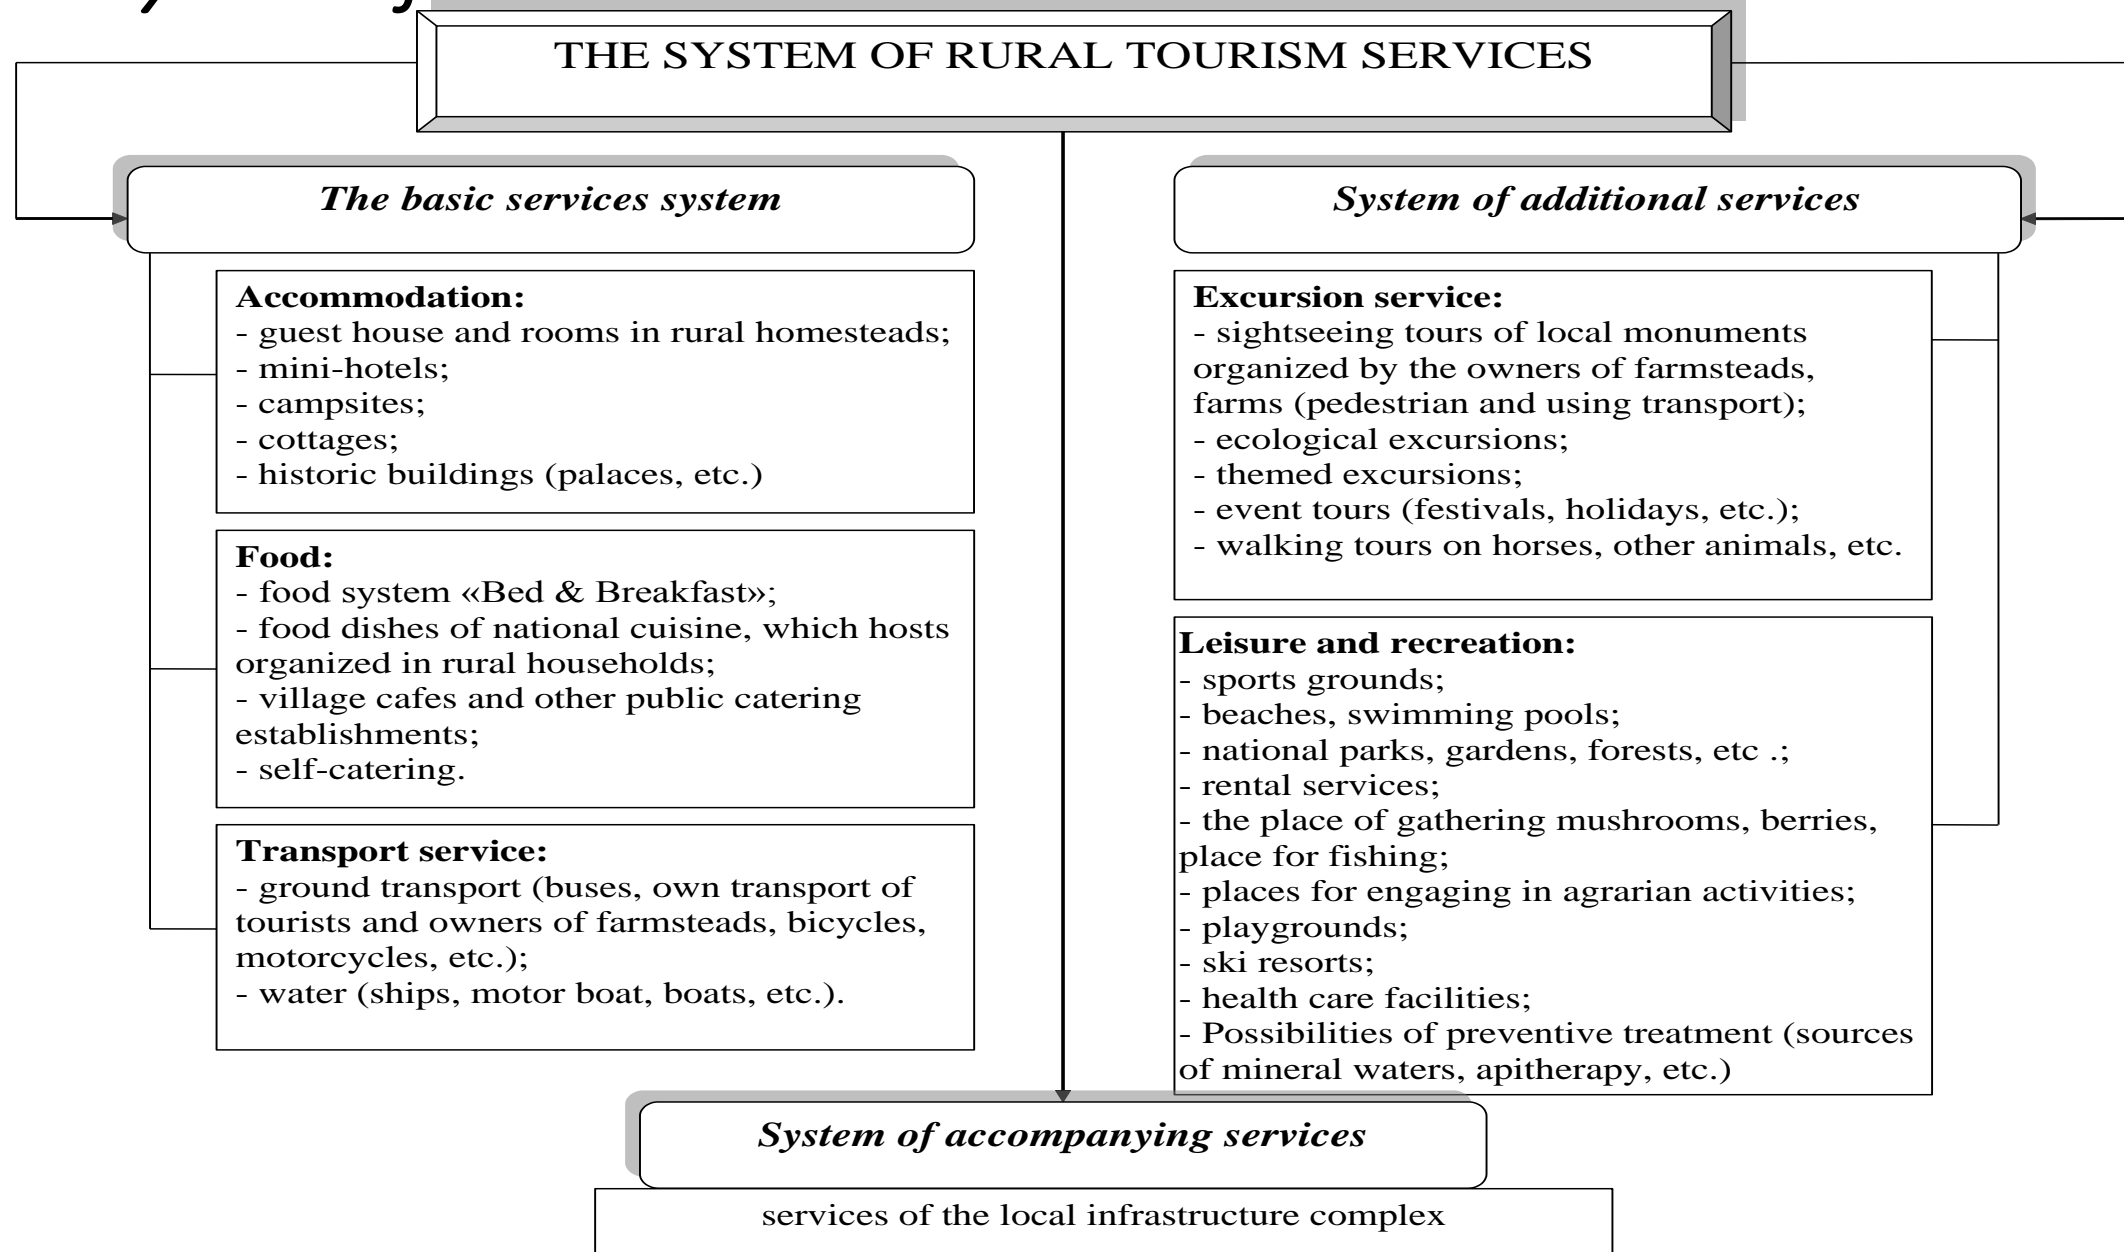 THE SYSTEM OF RURAL TOURISM SERVICES
The basic services system
Accommodation:
- guest house and rooms in rural homesteads;
- mini-hotels;
- campsites;
- cottages;
- historic buildings (palaces, etc.)
Food:
- food system «Bed & Breakfast»;
- food dishes of national cuisine, which hosts
organized in rural households;
- village cafes and other public catering
establishments;
- self-catering.
Transport service:
- ground transport (buses, own transport of
tourists and owners of farmsteads, bicycles,
motorcycles, etc.);
- water (ships, motor boat, boats, etc.).
System of additional services
Excursion service:
- sightseeing tours of local monuments
organized by the owners of farmsteads,
farms (pedestrian and using transport);
- ecological excursions;
- themed excursions;
- event tours (festivals, holidays, etc.);
- walking tours on horses, other animals, etc.
Leisure and recreation:
- sports grounds;
- beaches, swimming pools;
- national parks, gardens, forests, etc .;
- rental services;
- the place of gathering mushrooms, berries,
place for fishing;
- places for engaging in agrarian activities;
- playgrounds;
- ski resorts;
- health care facilities;
- Possibilities of preventive treatment (sources
of mineral waters, apitherapy, etc.)
System of accompanying services
services of the local infrastructure complex